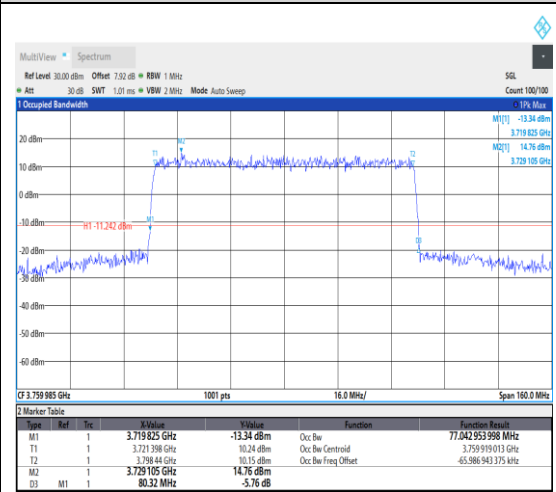 MultiView Spectrum
Ref Level 30.00 dBm Offset 7.92 dB RBW 1 MHz SGL
Att 30 dB SWT 1.01 ms VBW 2 MHz Mode Auto Sweep Count 100/100
1 Occupied Bandwidth 1Pk Max
M1[1] -13.34 dBm
3.719 825 GHz
M2[1] 14.76 dBm
3.729 105 GHz
20 dBm
T1 M2 T2
10 dBm
0 dBm
M1
-10 dBm
H1 -11.242 dBm
D3
-20 dBm
-30 dBm
-40 dBm
-50 dBm
-60 dBm
CF 3.759 985 GHz 1001 pts 16.0 MHz/ Span 160.0 MHz
2 Marker Table
Type Ref Trc X-Value Y-Value Function Function Result
M1 1 3.719 825 GHz -13.34 dBm Occ Bw 77.042 953 998 MHz
T1 1 3.721 398 GHz 10.24 dBm Occ Bw Centroid 3.759 919 013 GHz
T2 1 3.798 44 GHz 10.15 dBm Occ Bw Freq Offset -65.986 943 375 kHz
M2 1 3.729 105 GHz 14.76 dBm
D3 M1 1 80.32 MHz -5.76 dB